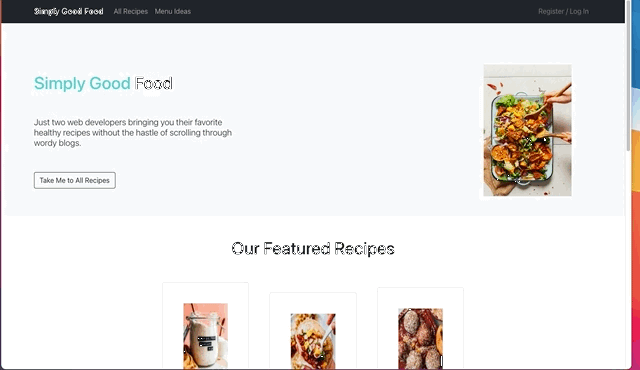 Simply Good Food All Recipes Menu Ideas Register / Log In
Simply Good Food
Just two web developers bringing you their favorite
healthy recipes without the hastle of scrolling through
wordy blogs.
Take Me to All Recipes
Our Featured Recipes